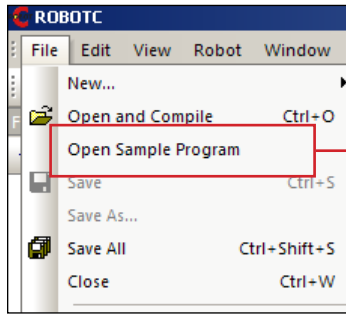 ROBOTC
File Edit View Robot Window
New...
Open and Compile Ctrl+O
Open Sample Program
Save Ctrl+S
Save As...
Save All Ctrl+Shift+S
Close Ctrl+W